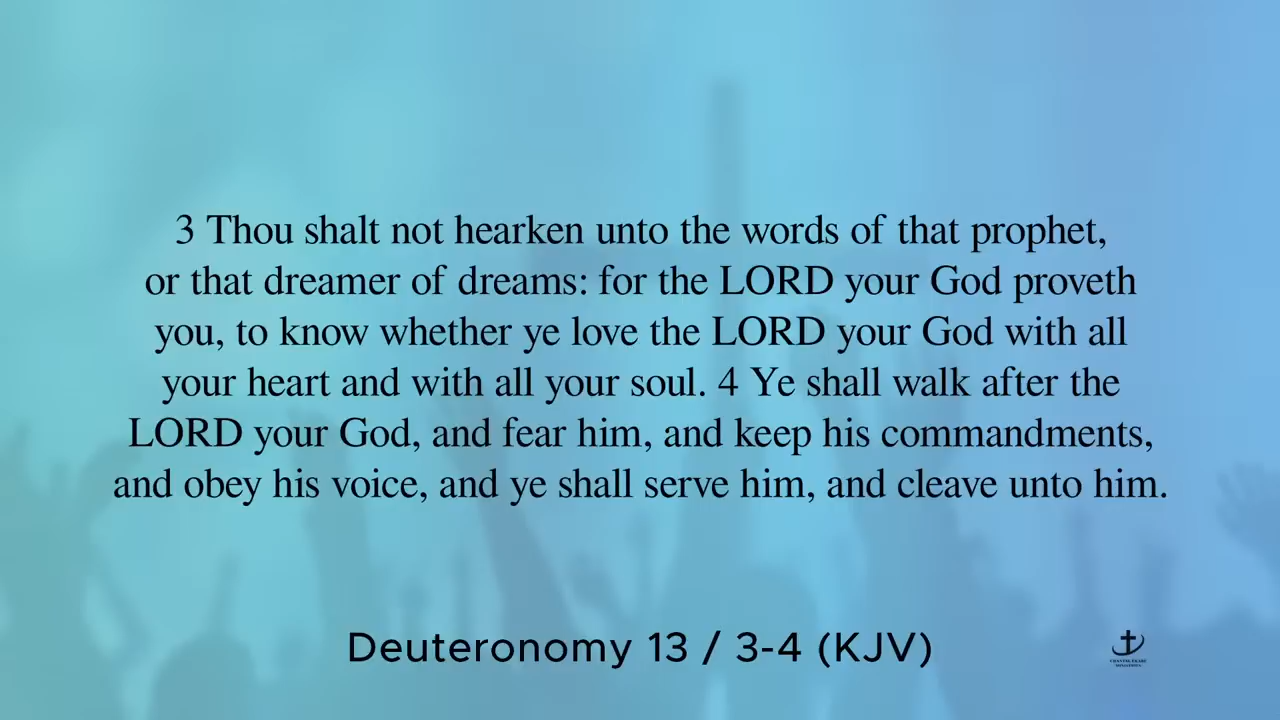 3 Thou shalt not hearken unto the words of that prophet,
or that dreamer of dreams: for the LORD your God proveth
you, to know whether ye love the LORD your God with all
your heart and with all your soul. 4 Ye shall walk after the
LORD your God, and fear him, and keep his commandments,
and obey his voice, and ye shall serve him, and cleave unto him.
Deuteronomy 13 / 3-4 (KJV)